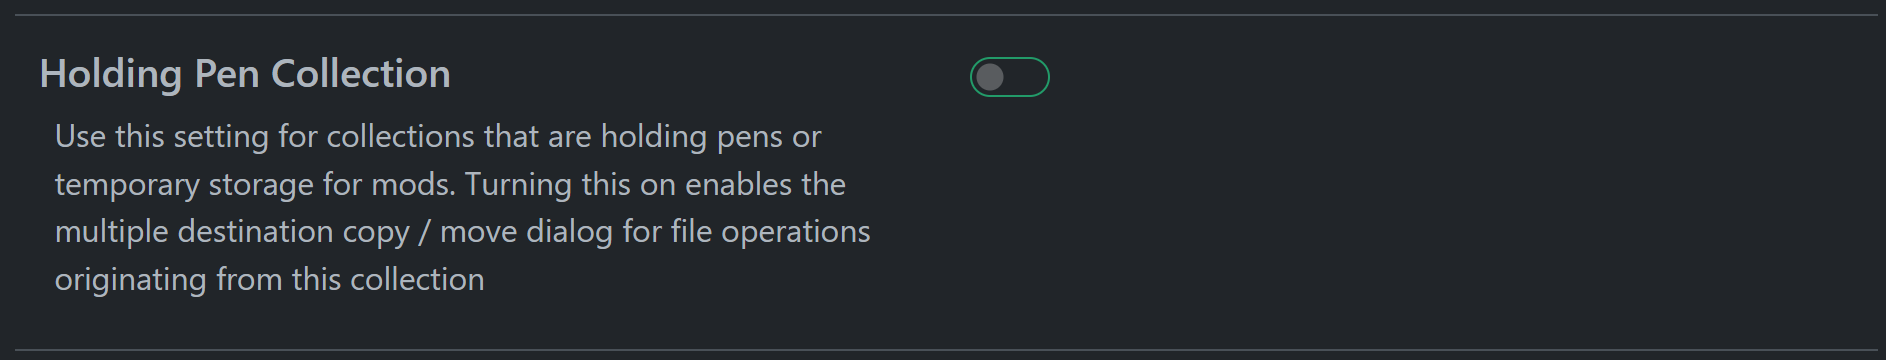 Holding Pen Collection
Use this setting for collections that are holding pens or
temporary storage for mods. Turning this on enables the
multiple destination copy / move dialog for file operations
originating from this collection